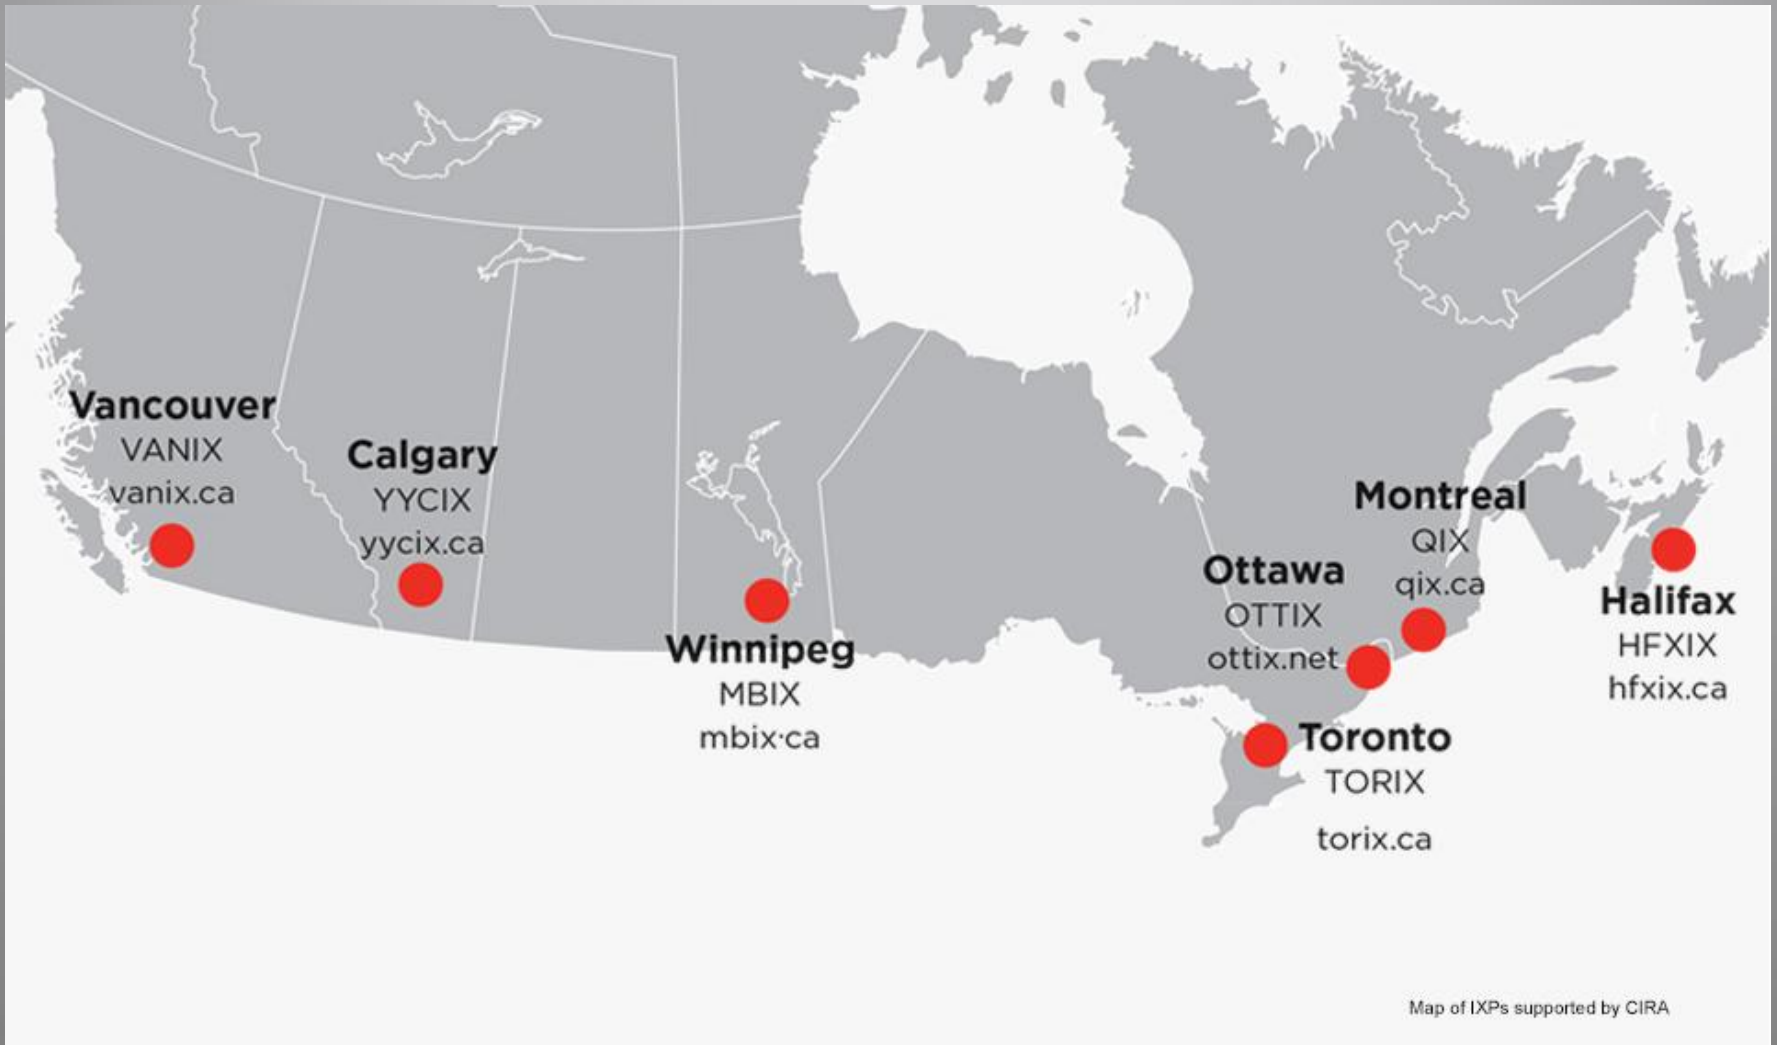 Vancouver
VANIX
vanix.ca
Calgary
YYCIX
yycix.ca
Winnipeg
MBIX
mbix·ca
Ottawa
OTTIX
ottix.net
Montreal
QIX
qix.ca
Toronto
TORIX
torix.ca
Halifax
HFXIX
hfxix.ca
Map of IXPs supported by CIRA